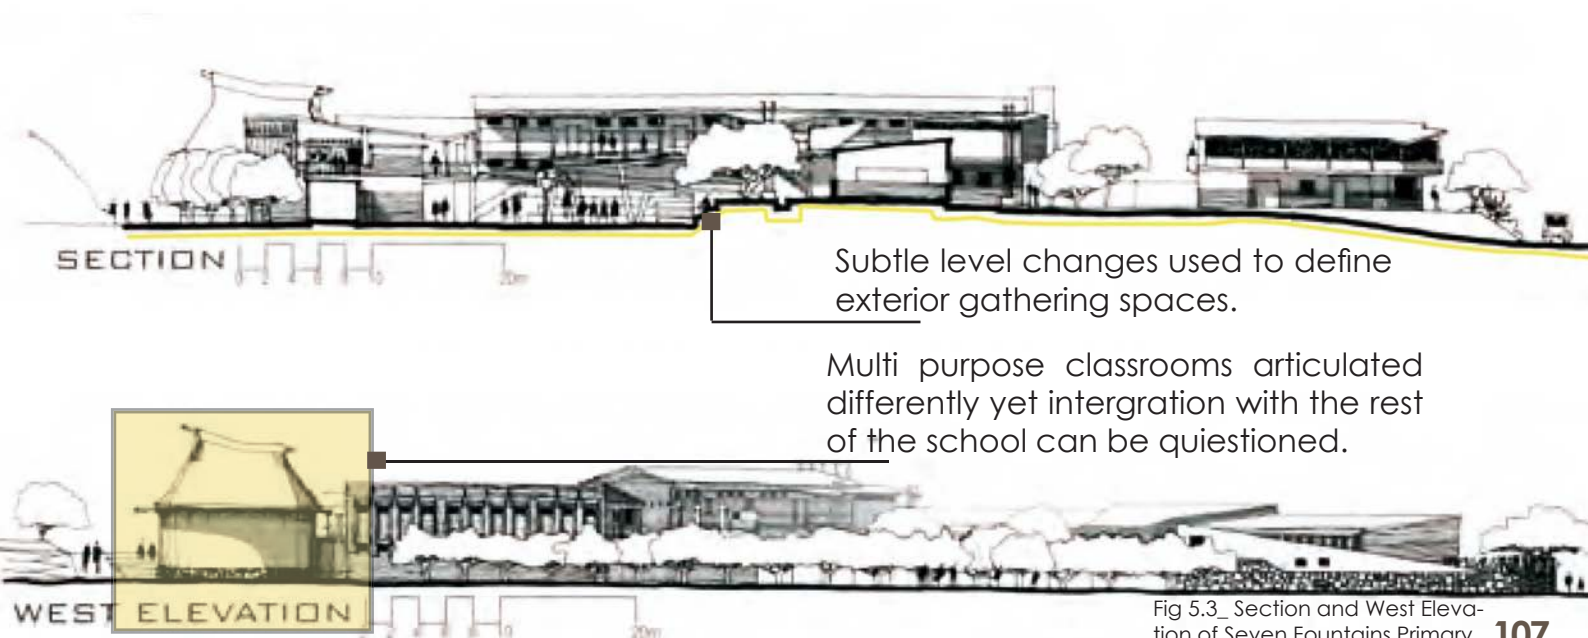 SECTION
20m
Subtle level changes used to define
exterior gathering spaces.
Multi purpose classrooms articulated
differently yet intergration with the rest
of the school can be quiestioned.
WEST ELEVATION
20m
Fig 5.3_ Section and West Eleva-
tion of Seven Fountains Primary
107